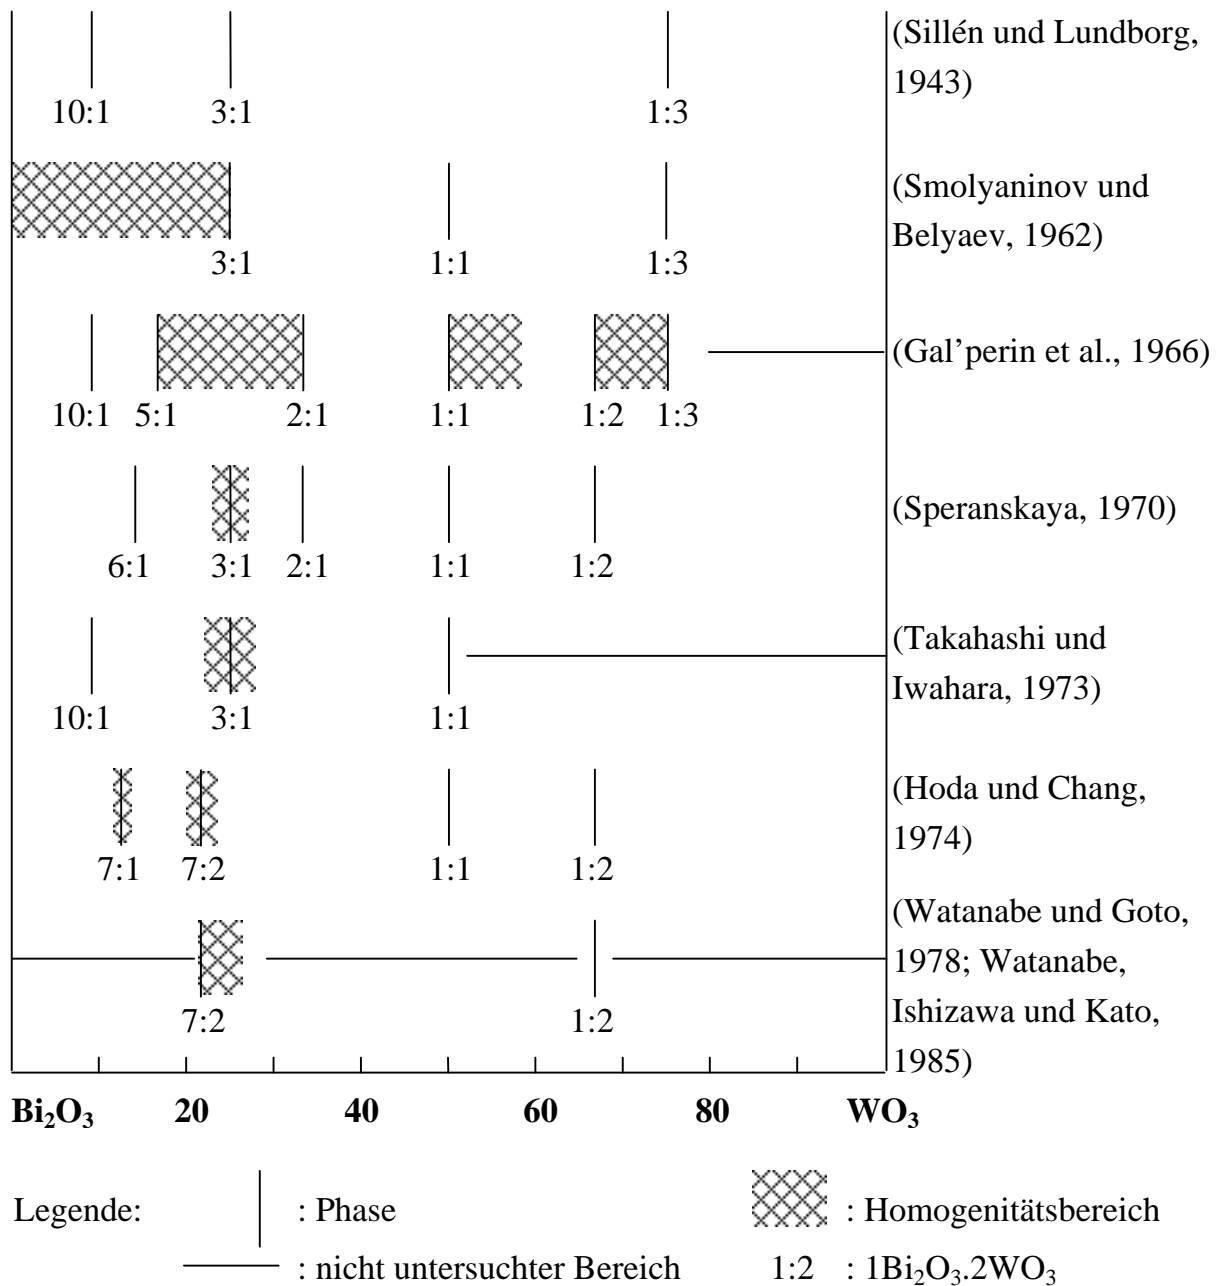 (Sillén und Lundborg,
1943)
10:1 3:1 1:3
(Smolyaninov und
Belyaev, 1962)
3:1 1:1 1:3
(Gal’perin et al., 1966)
10:1 5:1 2:1 1:1 1:2 1:3
(Speranskaya, 1970)
6:1 3:1 2:1 1:1 1:2
(Takahashi und
Iwahara, 1973)
10:1 3:1 1:1
(Hoda und Chang,
1974)
7:1 7:2 1:1 1:2
(Watanabe und Goto,
1978; Watanabe,
Ishizawa und Kato,
1985)
7:2 1:2
Bi₂O₃ 20 40 60 80 WO₃
Legende: : Phase : Homogenitätsbereich
: nicht untersuchter Bereich 1:2 : 1Bi₂O₃.2WO₃